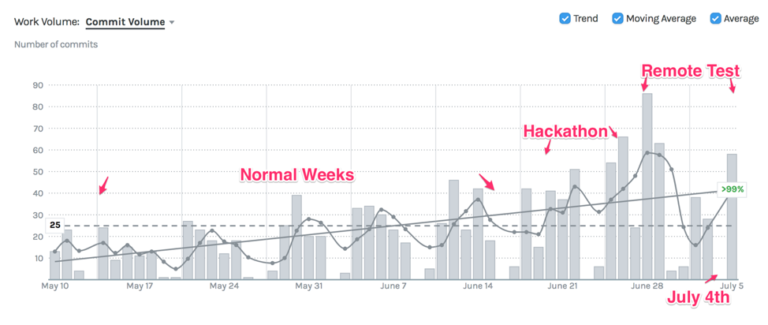 Work Volume: Commit Volume
Trend
Moving Average
Average
Number of commits
Remote Test
Hackathon
Normal Weeks
July 4th
90
80
70
60
50
40
30
20
10
25
>99%
May 10
May 17
May 24
May 31
June 7
June 14
June 21
June 28
July 5